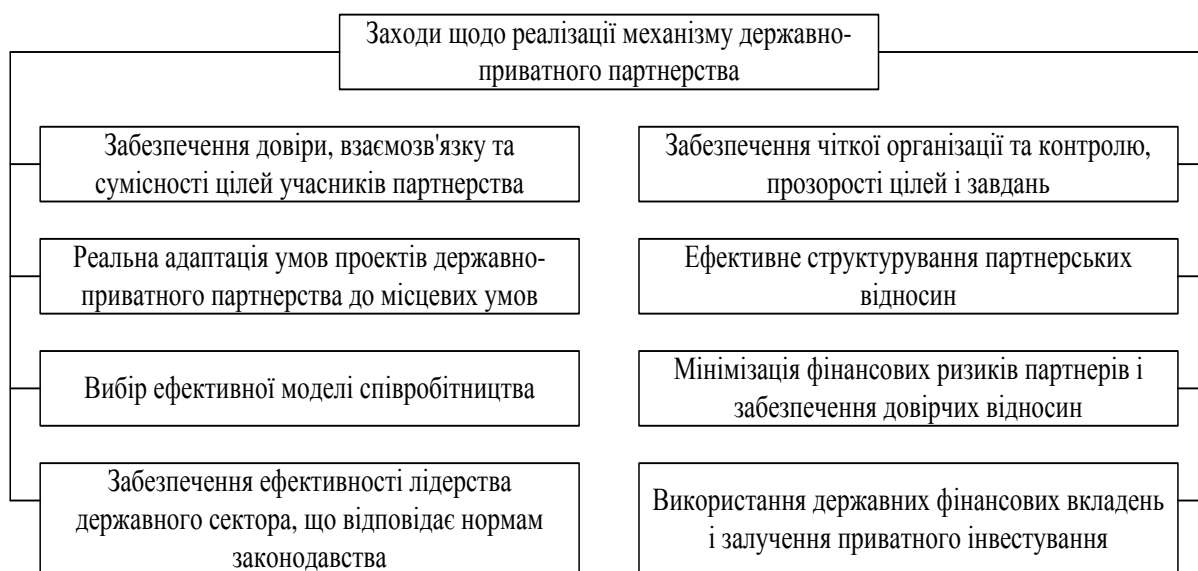 Заходи щодо реалізації механізму державно-
приватного партнерства
Забезпечення довіри, взаємозв'язку та
сумісності цілей учасників партнерства
Реальна адаптація умов проектів державно-
приватного партнерства до місцевих умов
Вибір ефективної моделі співробітництва
Забезпечення ефективності лідерства
державного сектора, що відповідає нормам
законодавства
Забезпечення чіткої організації та контролю,
прозорості цілей і завдань
Ефективне структурування партнерських
відносин
Мінімізація фінансових ризиків партнерів і
забезпечення довірчих відносин
Використання державних фінансових вкладень
і залучення приватного інвестування